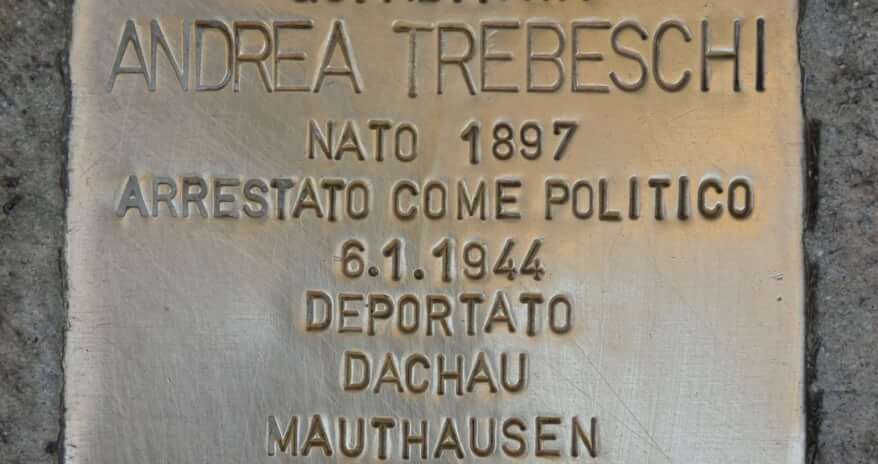 ANDREA TREBESCHI
NATO 1897
ARRESTATO COME POLITICO
6.1.1944
DEPORTATO
DACHAU
MAUTHAUSEN